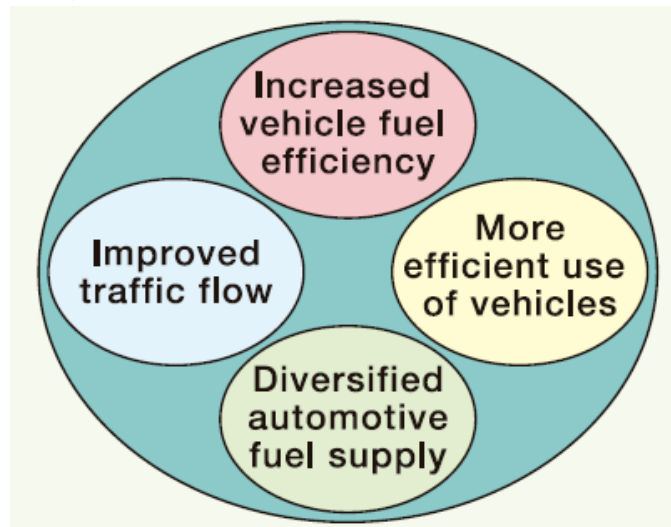 Increased
vehicle fuel
efficiency
Improved
traffic flow
More
efficient use
of vehicles
Diversified
automotive
fuel supply